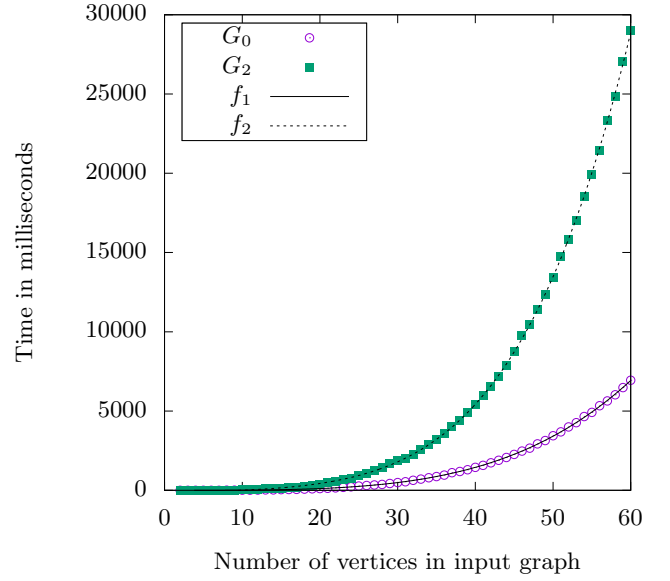 30000
25000
20000
15000
10000
5000
0
0 10 20 30 40 50 60
Time in milliseconds
Number of vertices in input graph
G₀
G₂
f₁
f₂